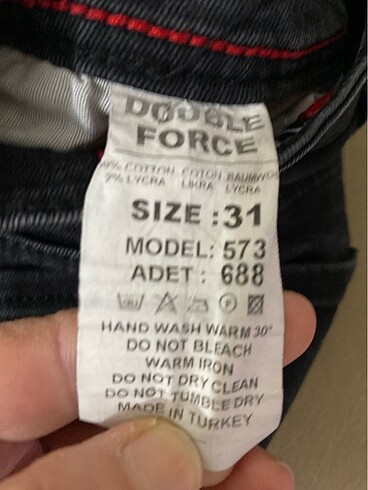 DOUBLE
FORCE
COTTON COTON BAUMWOL
2% LYCRA LIKRA LYCRA
SIZE : 31
MODEL: 573
ADET : 688
HAND WASH WARM 30°
DO NOT BLEACH
WARM IRON
DO NOT DRY CLEAN
DO NOT TUMBLE DRY
MADE IN TURKEY